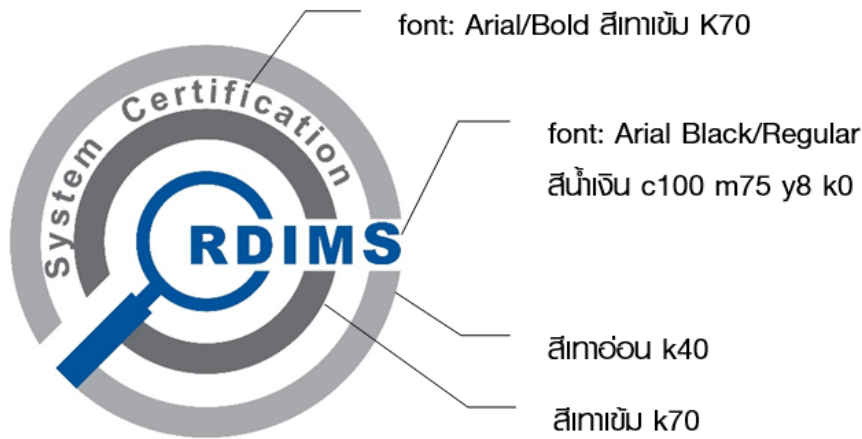 font: Arial/Bold สีเทาเข้ม K70
System Certification
font: Arial Black/Regular
สีน้ำเงิน c100 m75 y8 k0
RDIMS
สีเทาอ่อน k40
สีเทาเข้ม k70